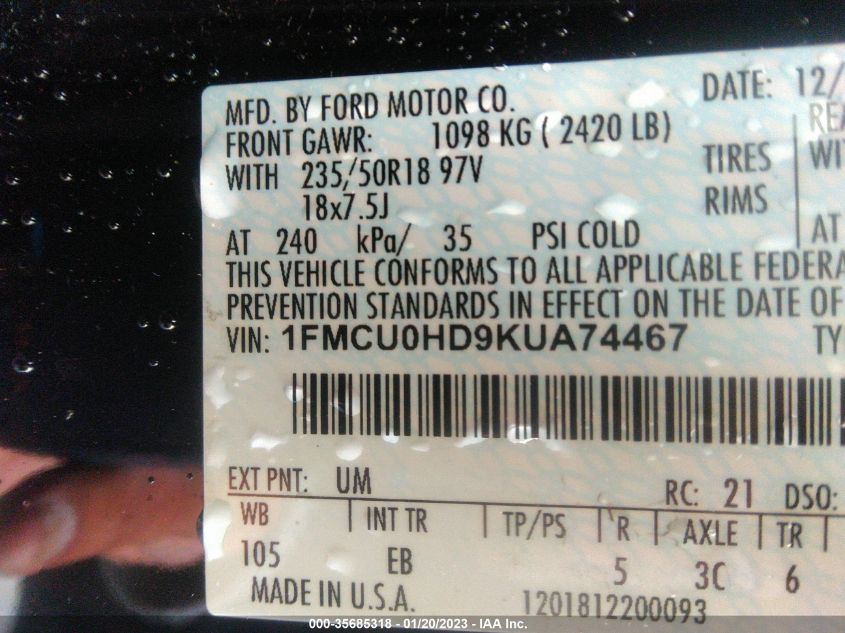 MFD. BY FORD MOTOR CO. DATE: 12/
FRONT GAWR: 1098 KG ( 2420 LB)
WITH 235/50R18 97V TIRES WI
18x7.5J RIMS
AT 240 kPa/ 35 PSI COLD AT
THIS VEHICLE CONFORMS TO ALL APPLICABLE FEDERA
PREVENTION STANDARDS IN EFFECT ON THE DATE OF
VIN: 1FMCU0HD9KUA74467 TY
EXT PNT: UM RC: 21 DSO:
WB | INT TR | TP/PS | R | AXLE | TR |
105 EB 5 3C 6
MADE IN U.S.A. 1201812200093
000-35685318 - 01/20/2023 - IAA Inc.